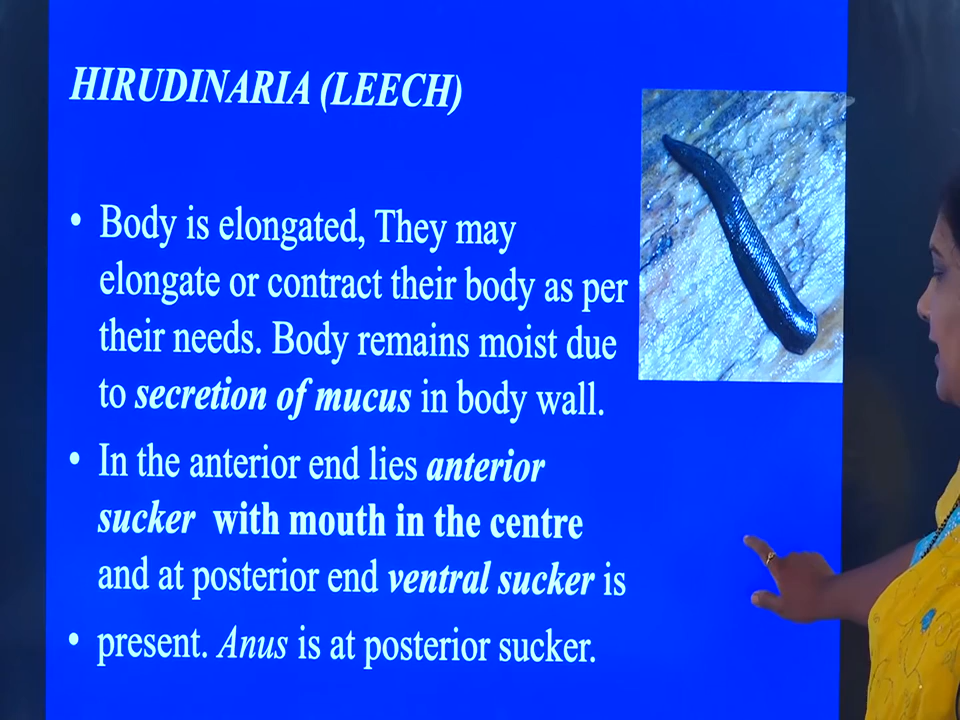 HIRUDINARIA (LEECH)
• Body is elongated, They may
elongate or contract their body as per
their needs. Body remains moist due
to secretion of mucus in body wall.
• In the anterior end lies anterior
sucker with mouth in the centre
and at posterior end ventral sucker is
• present. Anus is at posterior sucker.